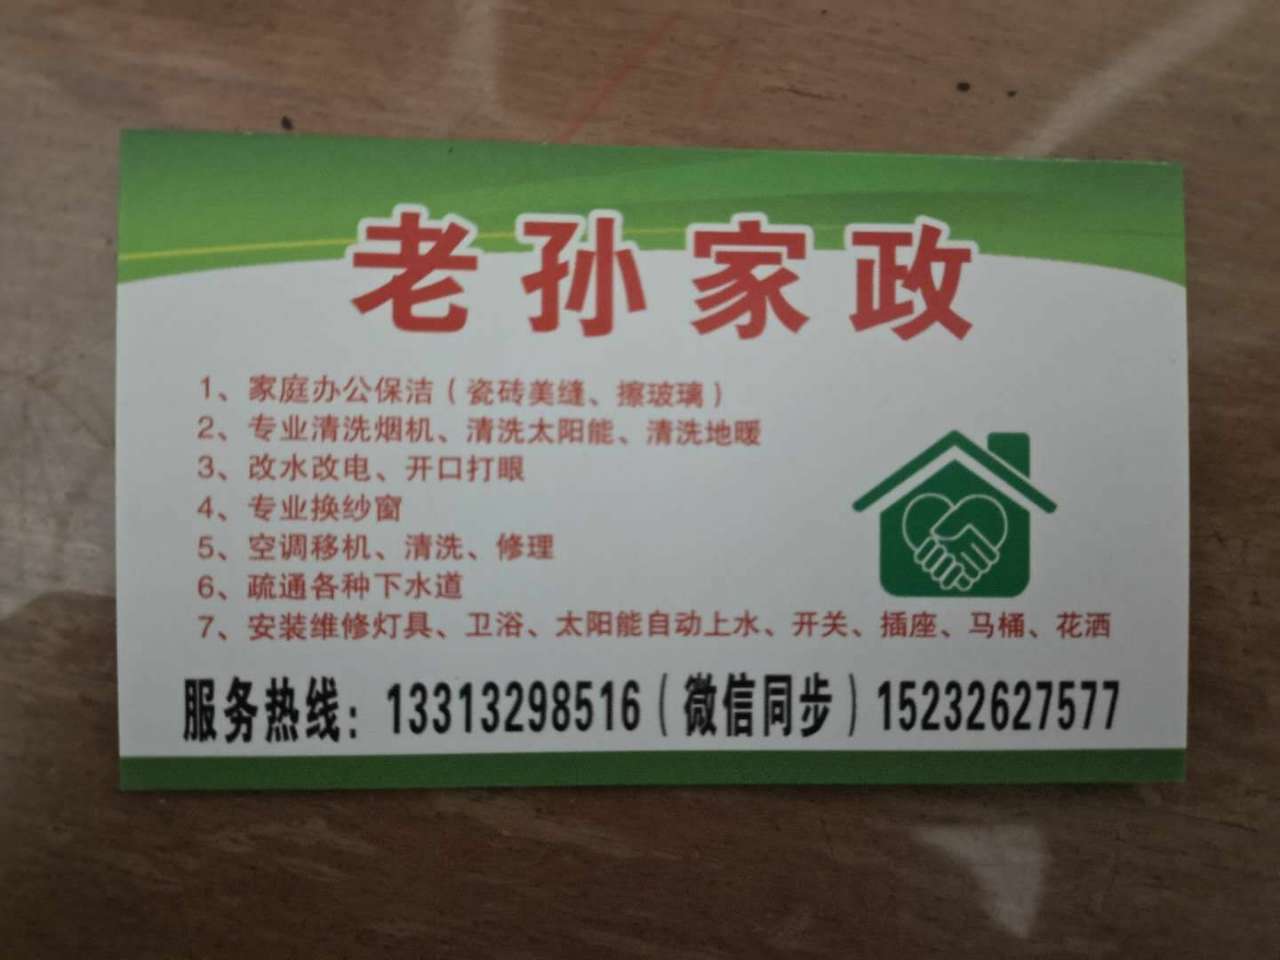 老孙家政
1、家庭办公保洁（瓷砖美缝、擦玻璃）
2、专业清洗烟机、清洗太阳能、清洗地暖
3、改水改电、开口打眼
4、专业换纱窗
5、空调移机、清洗、修理
6、疏通各种下水道
7、安装维修灯具、卫浴、太阳能自动上水、开关、插座、马桶、花洒
服务热线：13313298516（微信同步）15232627577